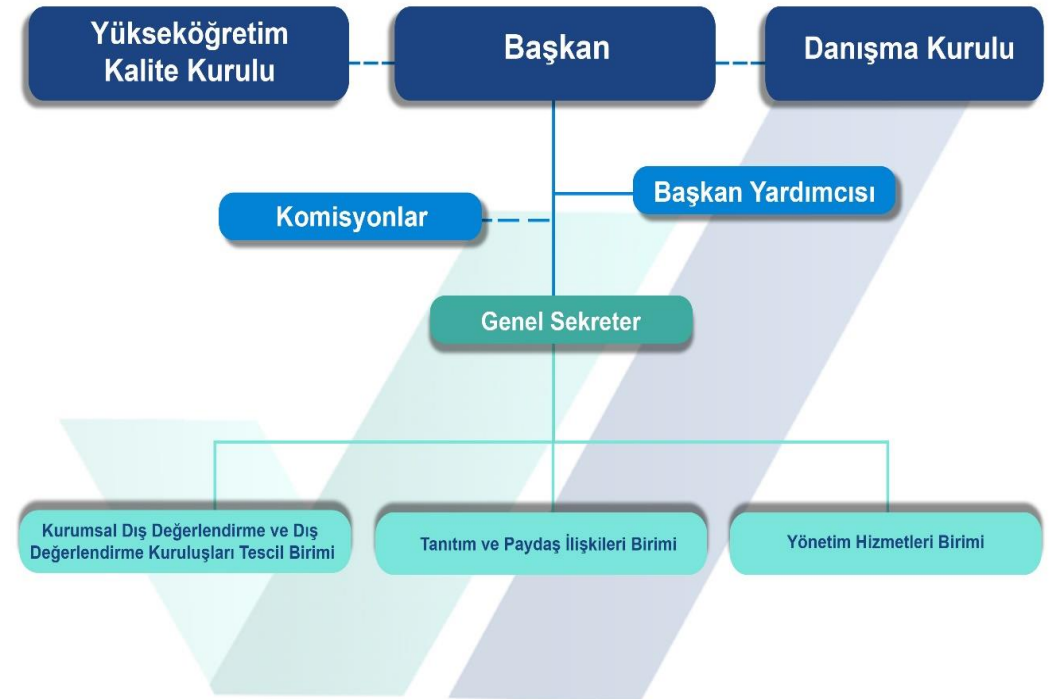 Yükseköğretim
Kalite Kurulu
Başkan
Danışma Kurulu
Başkan Yardımcısı
Komisyonlar
Genel Sekreter
Kurumsal Dış Değerlendirme ve Dış
Değerlendirme Kuruluşları Tescil Birimi
Tanıtım ve Paydaş İlişkileri Birimi
Yönetim Hizmetleri Birimi